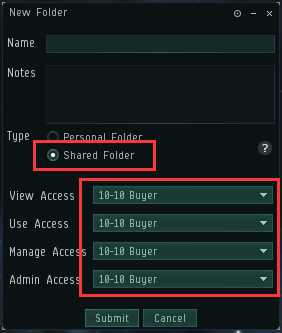 New Folder
Name
Notes
Type
Personal Folder
Shared Folder
?
View Access 10-10 Buyer
Use Access 10-10 Buyer
Manage Access 10-10 Buyer
Admin Access 10-10 Buyer
Submit Cancel